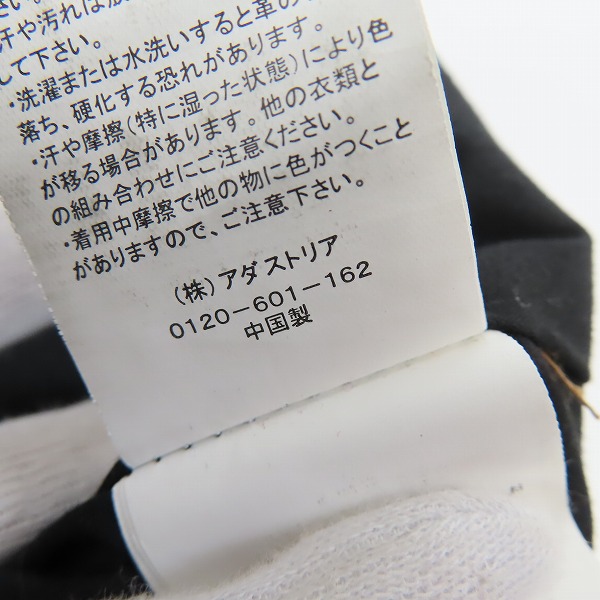 さい。
汗や汚れは放
して下さい。
・洗濯または水洗いすると革の
落ち、硬化する恐れがあります。
・汗や摩擦(特に湿った状態)により色
が移る場合があります。他の衣類と
の組み合わせにご注意ください。
・着用中摩擦で他の物に色がつくこと
がありますので、ご注意下さい。
(株)アダストリア
0120-601-162
中国製